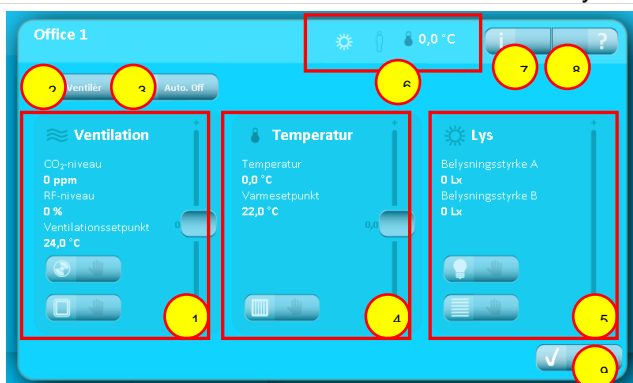 Office 1
0,0 °C
i
?
7
8
6
2
Ventilér
3
Auto. Off
Ventilation
CO₂-niveau
0 ppm
RF-niveau
0 %
Ventilationssetpunkt
24,0 °C
+
0
1
Temperatur
Temperatur
0,0 °C
Varmesetpunkt
22,0 °C
+
0,0
4
Lys
Belysningsstyrke A
0 Lx
Belysningsstyrke B
0 Lx
+
5
9